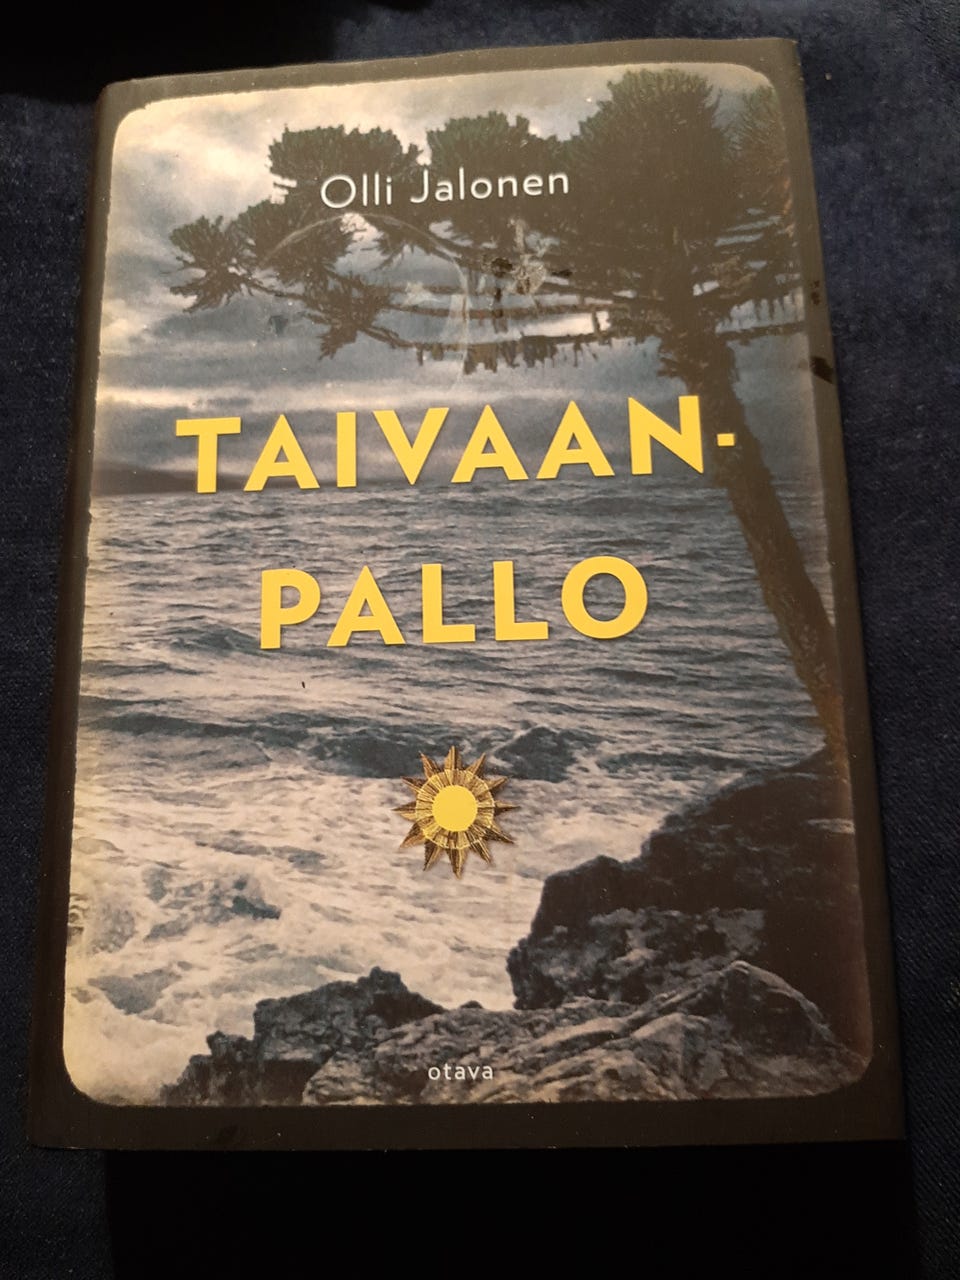 Olli Jalonen
TAIVAAN-
PALLO
otava